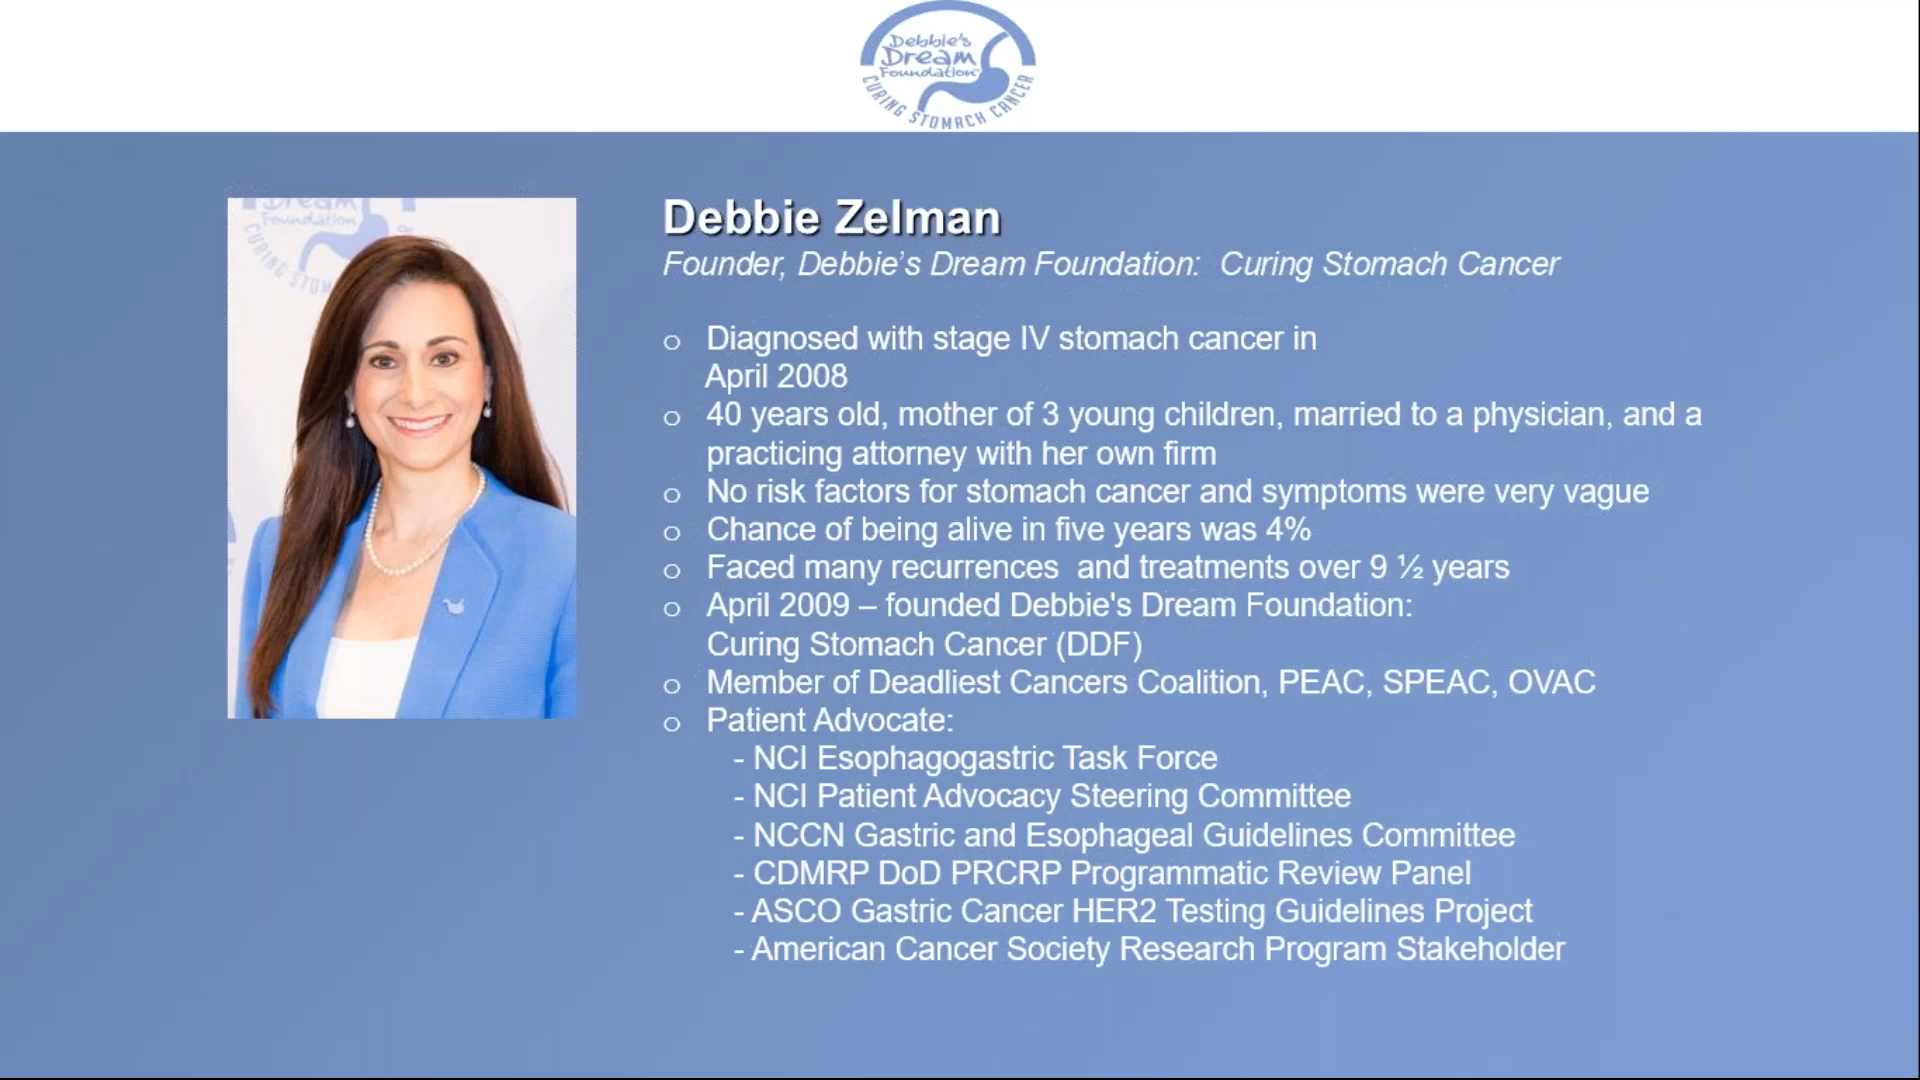 Debbie's
Dream
Foundation
CURING STOMACH CANCER
Dream
Foundation
CURING STOM
Debbie Zelman
Founder, Debbie’s Dream Foundation:  Curing Stomach Cancer
o Diagnosed with stage IV stomach cancer in
April 2008
o 40 years old, mother of 3 young children, married to a physician, and a
practicing attorney with her own firm
o No risk factors for stomach cancer and symptoms were very vague
o Chance of being alive in five years was 4%
o Faced many recurrences  and treatments over 9 ½ years
o April 2009 – founded Debbie's Dream Foundation:
Curing Stomach Cancer (DDF)
o Member of Deadliest Cancers Coalition, PEAC, SPEAC, OVAC
o Patient Advocate:
- NCI Esophagogastric Task Force
- NCI Patient Advocacy Steering Committee
- NCCN Gastric and Esophageal Guidelines Committee
- CDMRP DoD PRCRP Programmatic Review Panel
- ASCO Gastric Cancer HER2 Testing Guidelines Project
- American Cancer Society Research Program Stakeholder